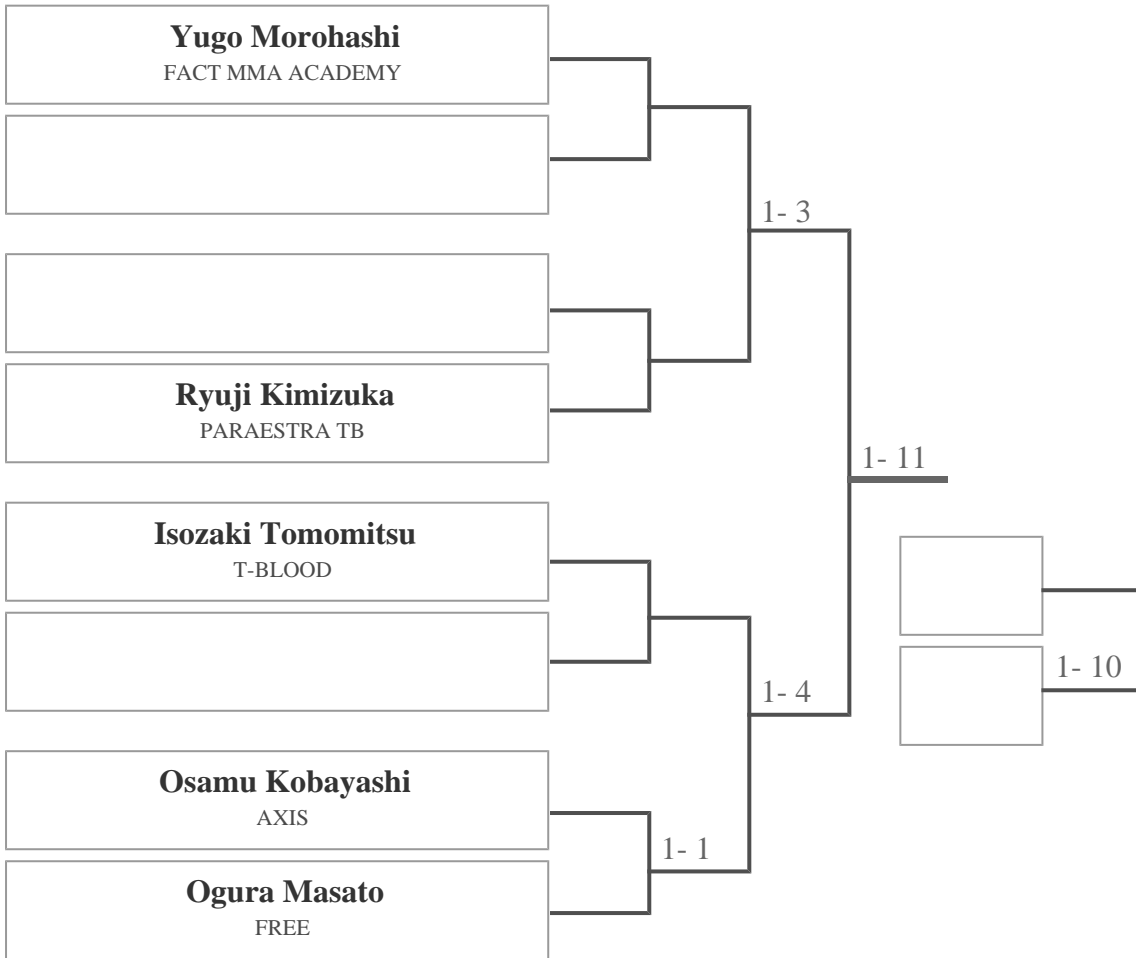 Yugo Morohashi
FACT MMA ACADEMY
1- 3
Ryuji Kimizuka
PARAESTRA TB
1- 11
Isozaki Tomomitsu
T-BLOOD
1- 10
1- 4
Osamu Kobayashi
AXIS
1- 1
Ogura Masato
FREE